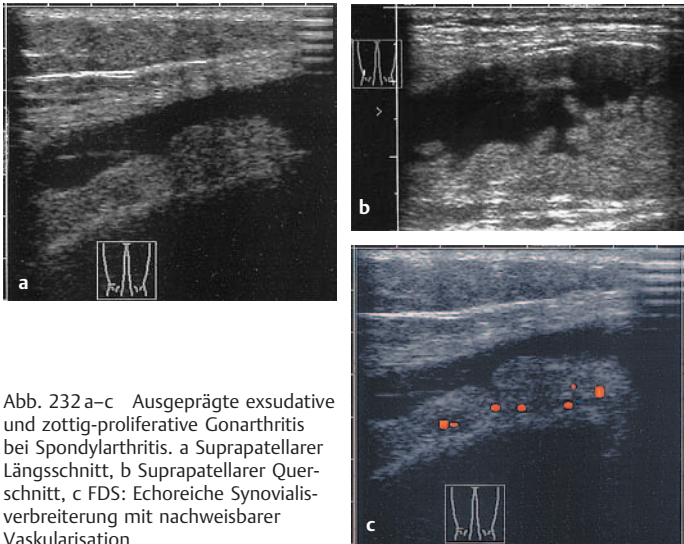 a
b
Abb. 232 a–c Ausgeprägte exsudative
und zottig-proliferative Gonarthritis
bei Spondylarthritis. a Suprapatellarer
Längsschnitt, b Suprapatellarer Quer-
schnitt, c FDS: Echoreiche Synovialis-
verbreiterung mit nachweisbarer
Vaskularisation
c